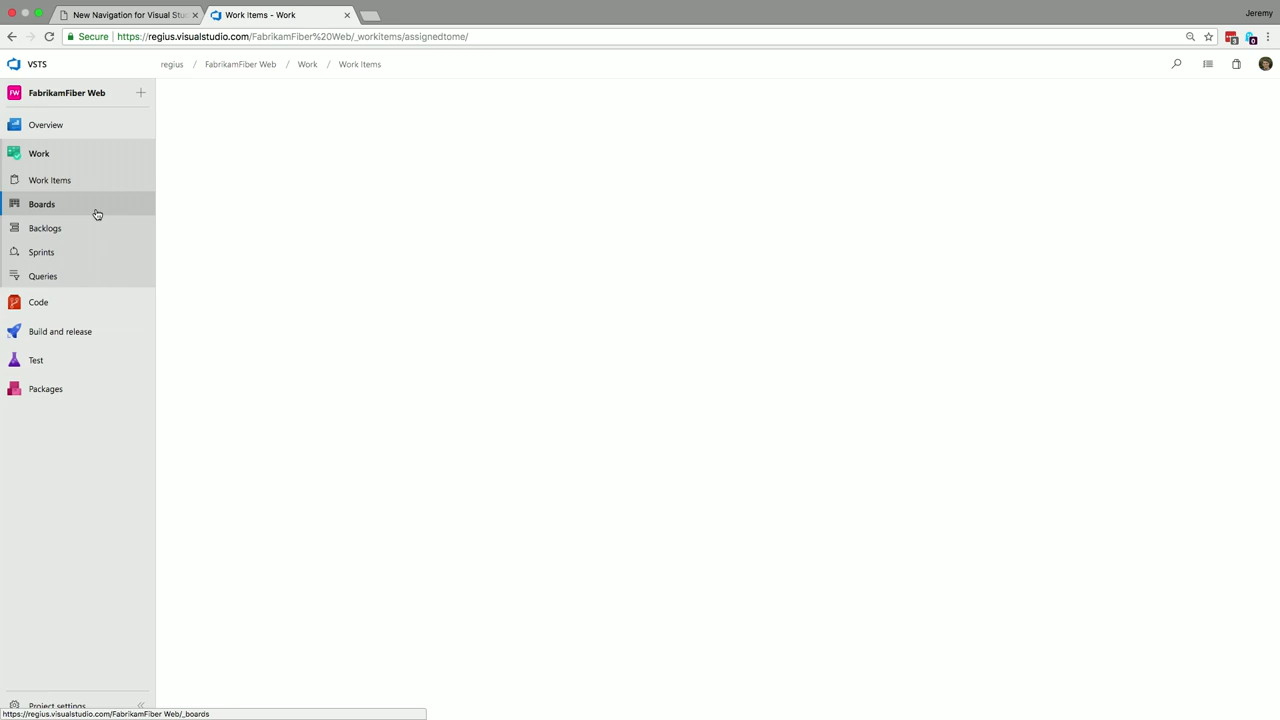 New Navigation for Visual Stu
Work Items - Work
Jeremy
Secure
https://regius.visualstudio.com/FabrikamFiber%20Web/_workitems/assignedtome/
VSTS
regius / FabrikamFiber Web / Work / Work Items
FW FabrikamFiber Web
Overview
Work
Work Items
Boards
Backlogs
Sprints
Queries
Code
Build and release
Test
Packages
Project settings
https://regius.visualstudio.com/FabrikamFiber Web/_boards